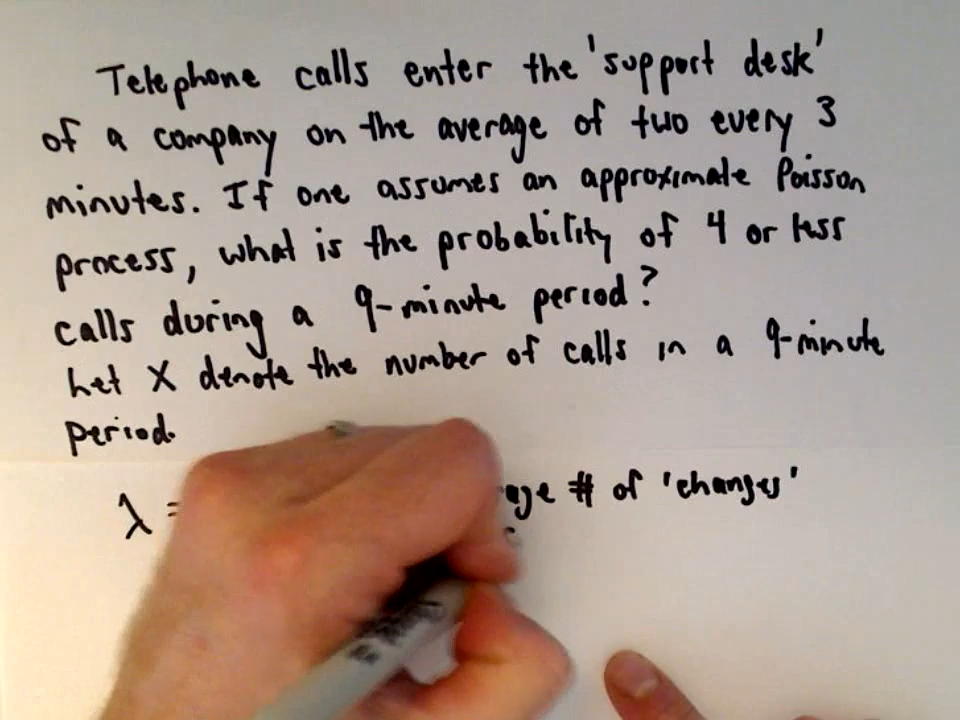 Telephone calls enter the 'support desk'
of a company on the average of two every 3
minutes. If one assumes an approximate Poisson
process, what is the probability of 4 or less
calls during a 9-minute period?
Let X denote the number of calls in a 9-minute
period.
λ = # of 'changes'